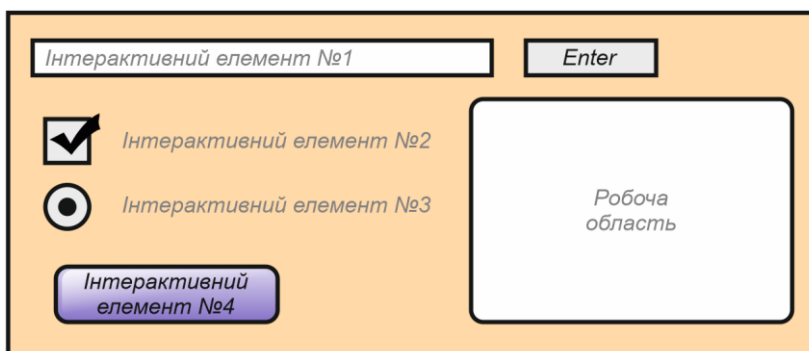 Інтерактивний елемент №1
Enter
Інтерактивний елемент №2
Інтерактивний елемент №3
Робоча
область
Інтерактивний
елемент №4